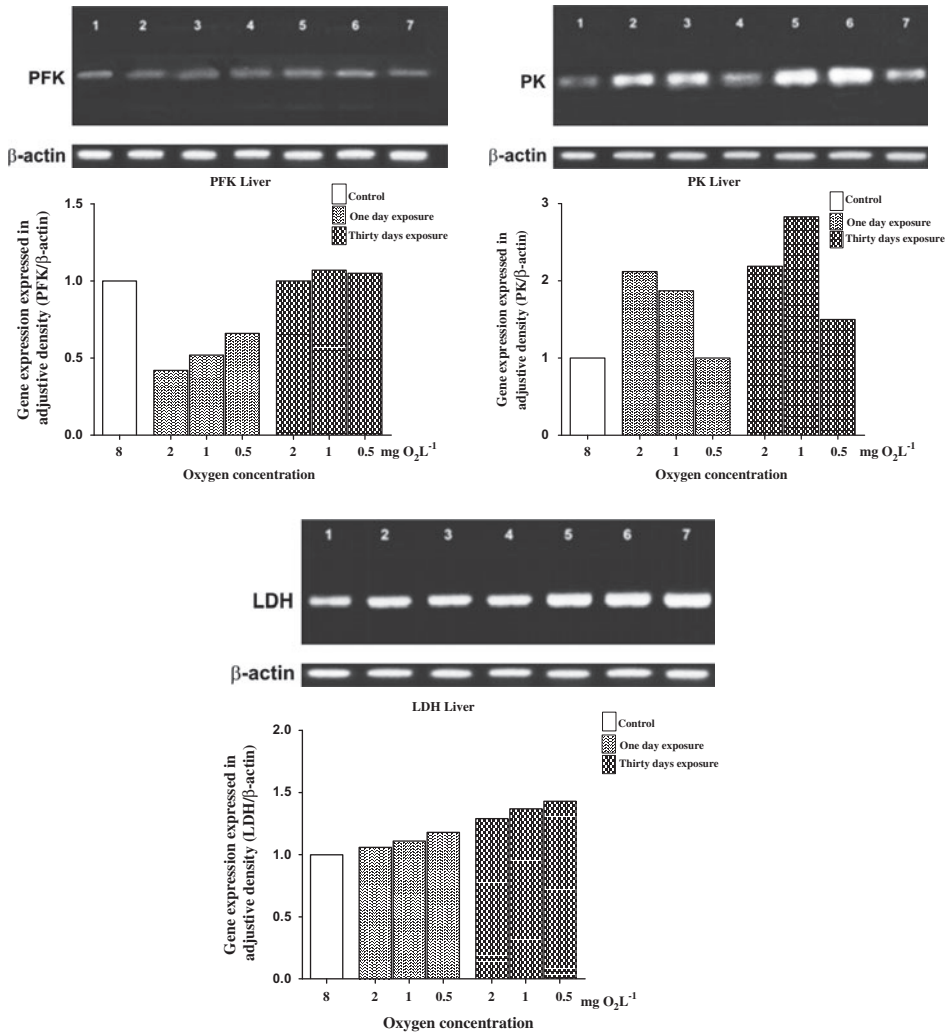 1 2 3 4 5 6 7
PFK
β-actin
PFK Liver
Control
One day exposure
Thirty days exposure
Gene expression expressed in
adjustive density (PFK/β-actin)
1.5
1.0
0.5
0.0
8 2 1 0.5 2 1 0.5 mg O₂L⁻¹
Oxygen concentration
1 2 3 4 5 6 7
PK
β-actin
PK Liver
Control
One day exposure
Thirty days exposure
Gene expression expressed in
adjustive density (PK/β-actin)
3
2
1
0
8 2 1 0.5 2 1 0.5 mg O₂L⁻¹
Oxygen concentration
1 2 3 4 5 6 7
LDH
β-actin
LDH Liver
Control
One day exposure
Thirty days exposure
Gene expression expressed in
adjustive density (LDH/β-actin)
2.0
1.5
1.0
0.5
0.0
8 2 1 0.5 2 1 0.5 mg O₂L⁻¹
Oxygen concentration